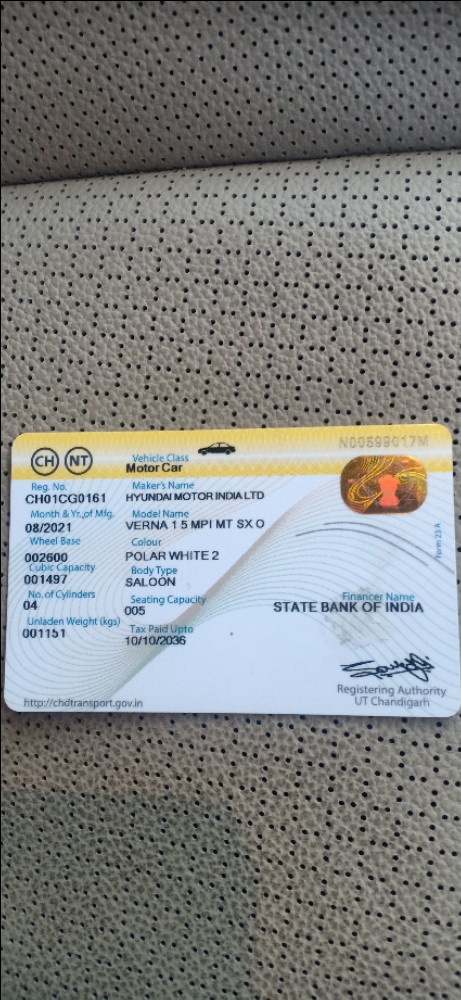 N00599017M
CH NT
Vehicle Class
Motor Car
Reg. No.
CH01CG0161
Maker's Name
HYUNDAI MOTOR INDIA LTD
Month & Yr.,of Mfg.
08/2021
Model Name
VERNA 1 5 MPI MT SX O
Wheel Base
002600
Colour
POLAR WHITE 2
Cubic Capacity
001497
Body Type
SALOON
No. of Cylinders
04
Seating Capacity
005
Unladen Weight (kgs)
001151
Tax Paid Upto
10/10/2036
Form 23 A
Financer Name
STATE BANK OF INDIA
Registering Authority
UT Chandigarh
http://chdtransport.gov.in